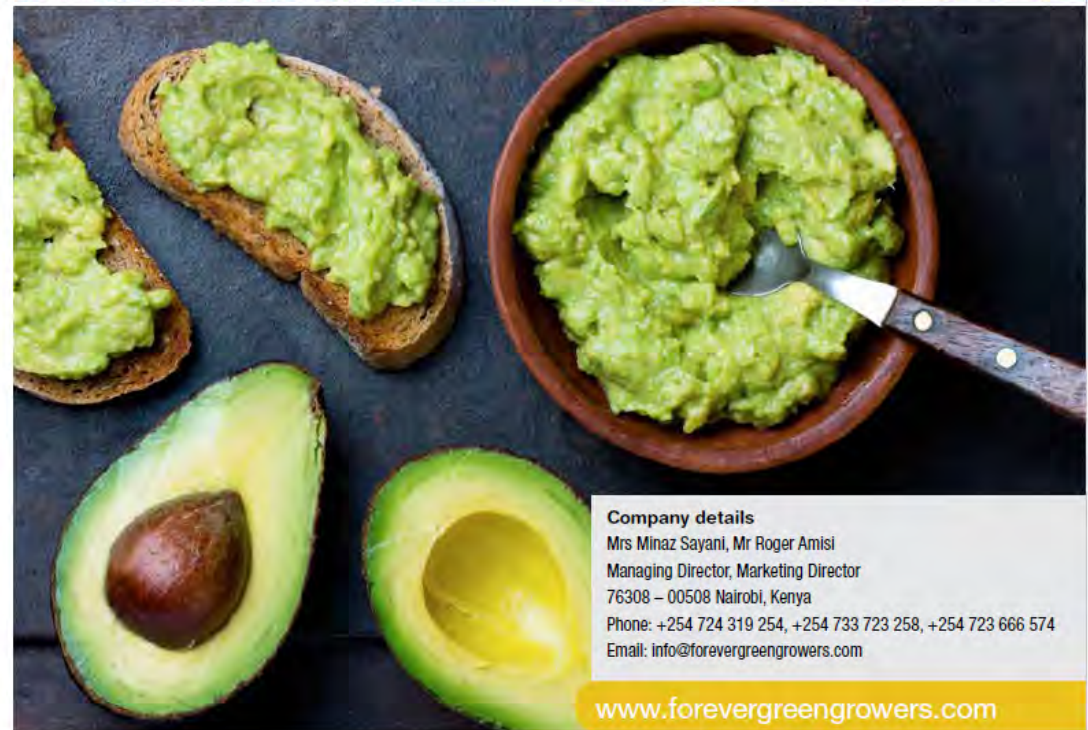 Company details
Mrs Minaz Sayani, Mr Roger Amisi
Managing Director, Marketing Director
76308 – 00508 Nairobi, Kenya
Phone: +254 724 319 254, +254 733 723 258, +254 723 666 574
Email: info@forevergreengrowers.com
www.forevergreengrowers.com